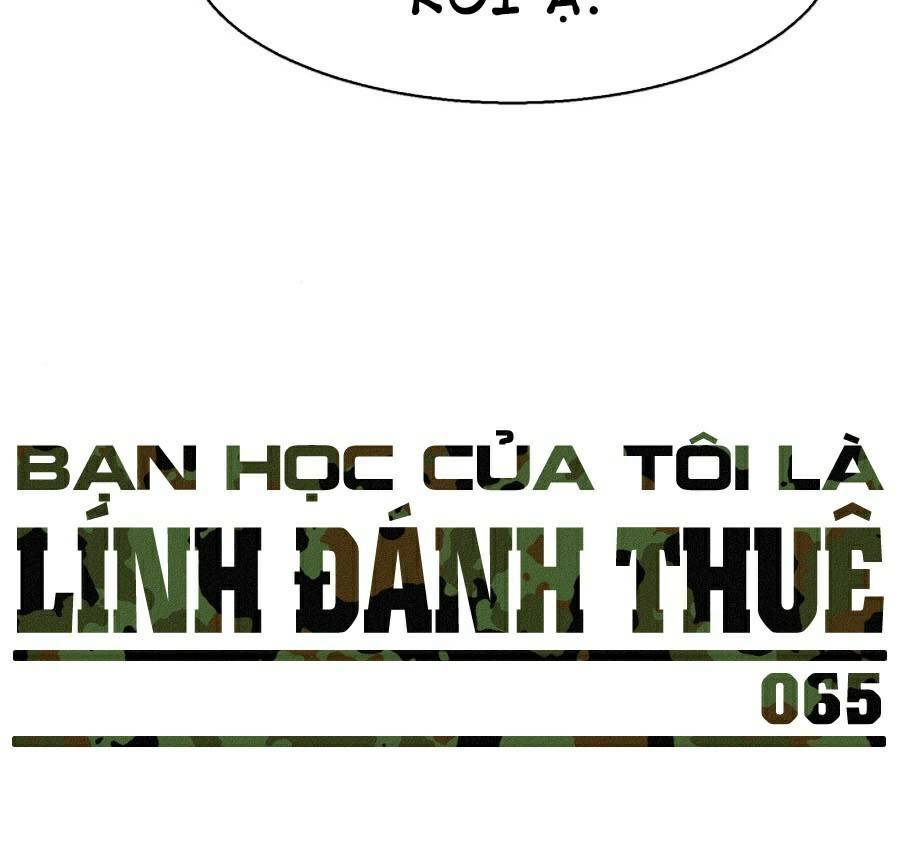 RỒI Ạ.
BẠN HỌC CỦA TÔI LÀ
LÍNH ĐÁNH THUÊ
065